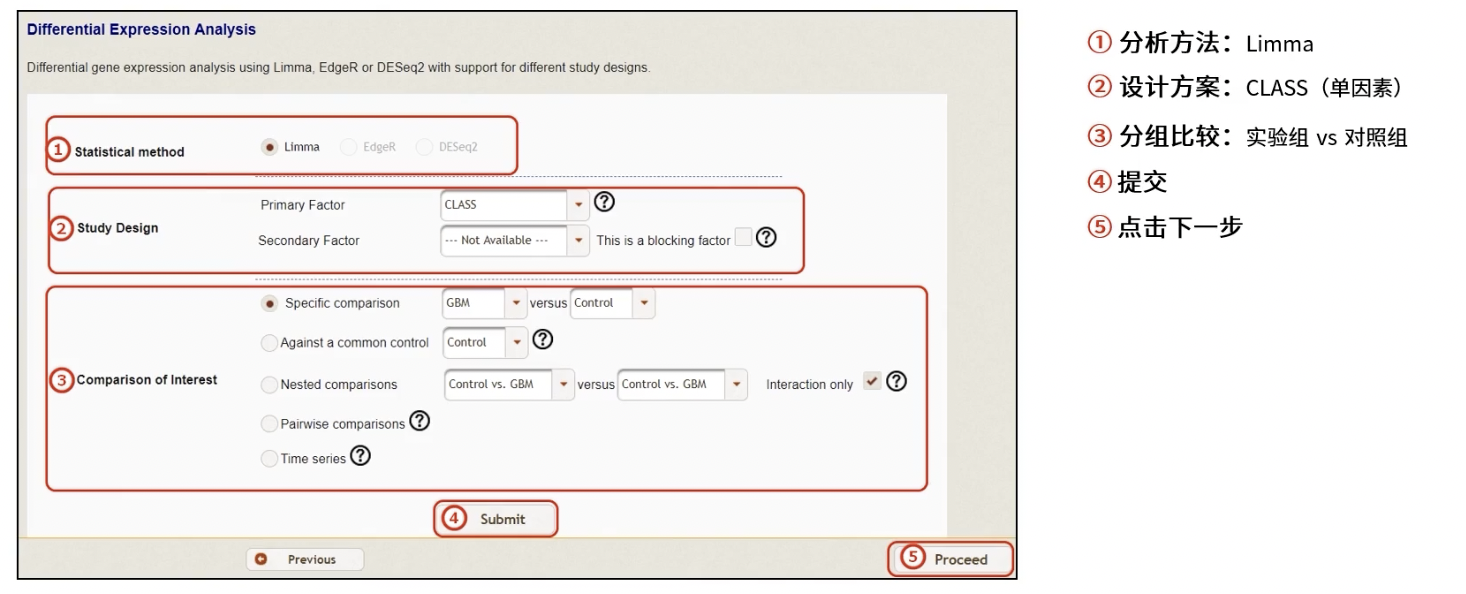 Differential Expression Analysis
Differential gene expression analysis using Limma, EdgeR or DESeq2 with support for different study designs.
① Statistical method Limma EdgeR DESeq2
Primary Factor CLASS ?
② Study Design
Secondary Factor --- Not Available --- This is a blocking factor ?
Specific comparison GBM versus Control
Against a common control Control ?
③ Comparison of Interest
Nested comparisons Control vs. GBM versus Control vs. GBM Interaction only ?
Pairwise comparisons ?
Time series ?
④ Submit
Previous
⑤ Proceed
① 分析方法：Limma
② 设计方案：CLASS（单因素）
③ 分组比较：实验组 vs 对照组
④ 提交
⑤ 点击下一步